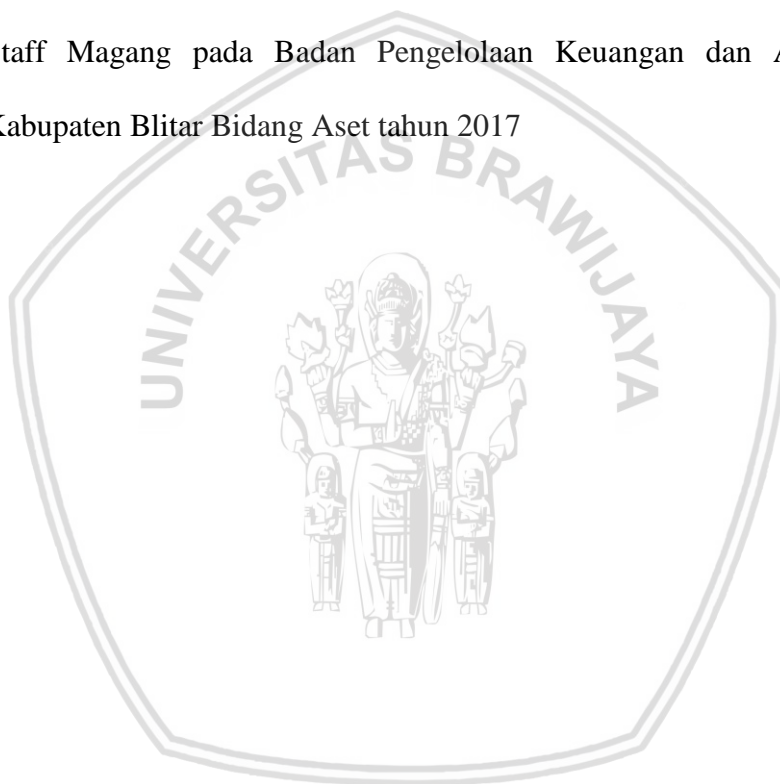 taff Magang pada Badan Pengelolaan Keuangan dan A
Kabupaten Blitar Bidang Aset tahun 2017
UNIVERSITAS BRAWIJAYA